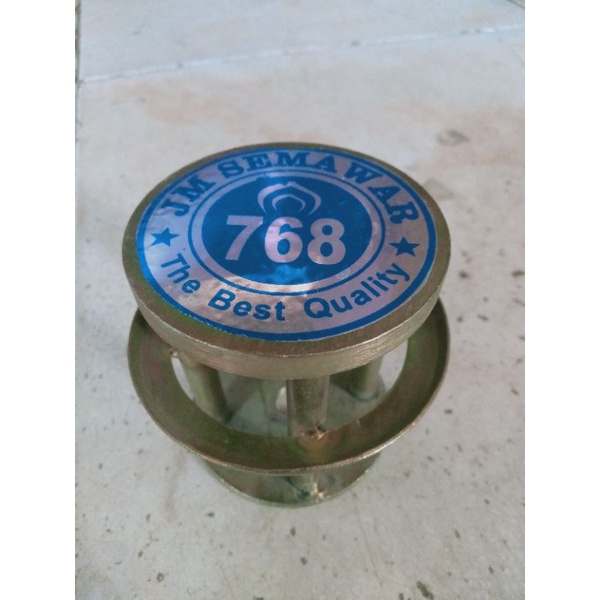 JM SEMAWAR
768
The Best Quality